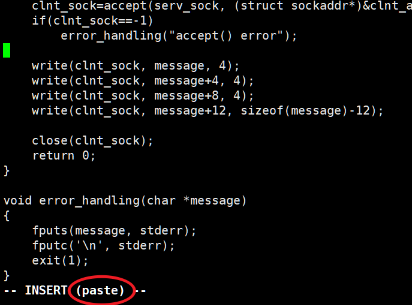 clnt_sock=accept(serv_sock, (struct sockaddr*)&clnt_a
if(clnt_sock==-1)
error_handling("accept() error");
write(clnt_sock, message, 4);
write(clnt_sock, message+4, 4);
write(clnt_sock, message+8, 4);
write(clnt_sock, message+12, sizeof(message)-12);
close(clnt_sock);
return 0;
}
void error_handling(char *message)
{
fputs(message, stderr);
fputc('\n', stderr);
exit(1);
}
-- INSERT (paste) --